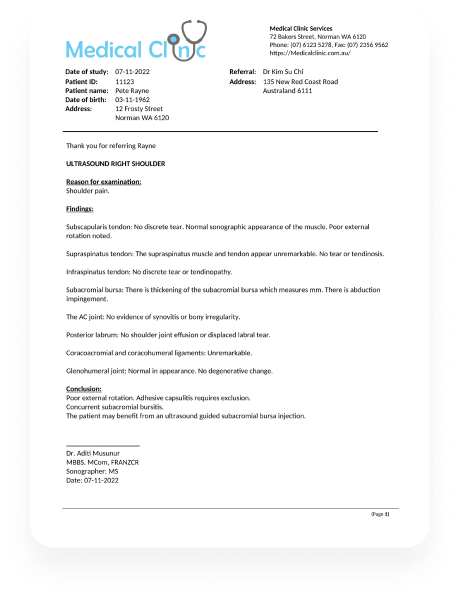 Medical Clinic
Medical Clinic Services
72 Bakers Street, Norman WA 6120
Phone: (07) 6123 5278, Fax: (07) 2356 9562
https://Medicalclinic.com.au/
Date of study: 07-11-2022
Patient ID: 11123
Patient name: Pete Rayne
Date of birth: 03-11-1962
Address: 12 Frosty Street
Norman WA 6120
Referral: Dr Kim Su Chi
Address: 135 New Red Coast Road
Australand 6111
Thank you for referring Rayne
ULTRASOUND RIGHT SHOULDER
Reason for examination:
Shoulder pain.
Findings:
Subscapularis tendon: No discrete tear. Normal sonographic appearance of the muscle. Poor external
rotation noted.
Supraspinatus tendon: The supraspinatus muscle and tendon appear unremarkable. No tear or tendinosis.
Infraspinatus tendon: No discrete tear or tendinopathy.
Subacromial bursa: There is thickening of the subacromial bursa which measures mm. There is abduction
impingement.
The AC joint: No evidence of synovitis or bony irregularity.
Posterior labrum: No shoulder joint effusion or displaced labral tear.
Coracoacromial and coracohumeral ligaments: Unremarkable.
Glenohumeral joint: Normal in appearance. No degenerative change.
Conclusion:
Poor external rotation. Adhesive capsulitis requires exclusion.
Concurrent subacromial bursitis.
The patient may benefit from an ultrasound guided subacromial bursa injection.
Dr. Aditi Musunur
MBBS, MCom, FRANZCR
Sonographer: MS
Date: 07-11-2022
(Page 1)